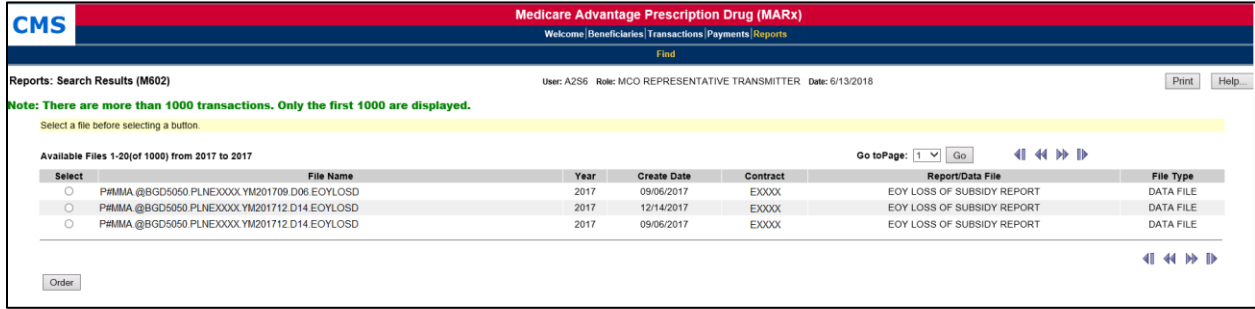 CMS
Medicare Advantage Prescription Drug (MARx)
Welcome|Beneficiaries|Transactions|Payments|Reports
Find
Reports: Search Results (M602) User: A2S6 Role: MCO REPRESENTATIVE TRANSMITTER Date: 6/13/2018 Print Help...
Note: There are more than 1000 transactions. Only the first 1000 are displayed.
Select a file before selecting a button.
Available Files 1-20(of 1000) from 2017 to 2017 Go toPage: 1 Go
Select File Name Year Create Date Contract Report/Data File File Type
P#MMA.@BGD5050.PLNEXXXX.YM201709.D06.EOYLOSD 2017 09/06/2017 EXXXX EOY LOSS OF SUBSIDY REPORT DATA FILE
P#MMA.@BGD5050.PLNEXXXX.YM201712.D14.EOYLOSD 2017 12/14/2017 EXXXX EOY LOSS OF SUBSIDY REPORT DATA FILE
P#MMA.@BGD5050.PLNEXXXX.YM201712.D14.EOYLOSD 2017 09/06/2017 EXXXX EOY LOSS OF SUBSIDY REPORT DATA FILE
Order